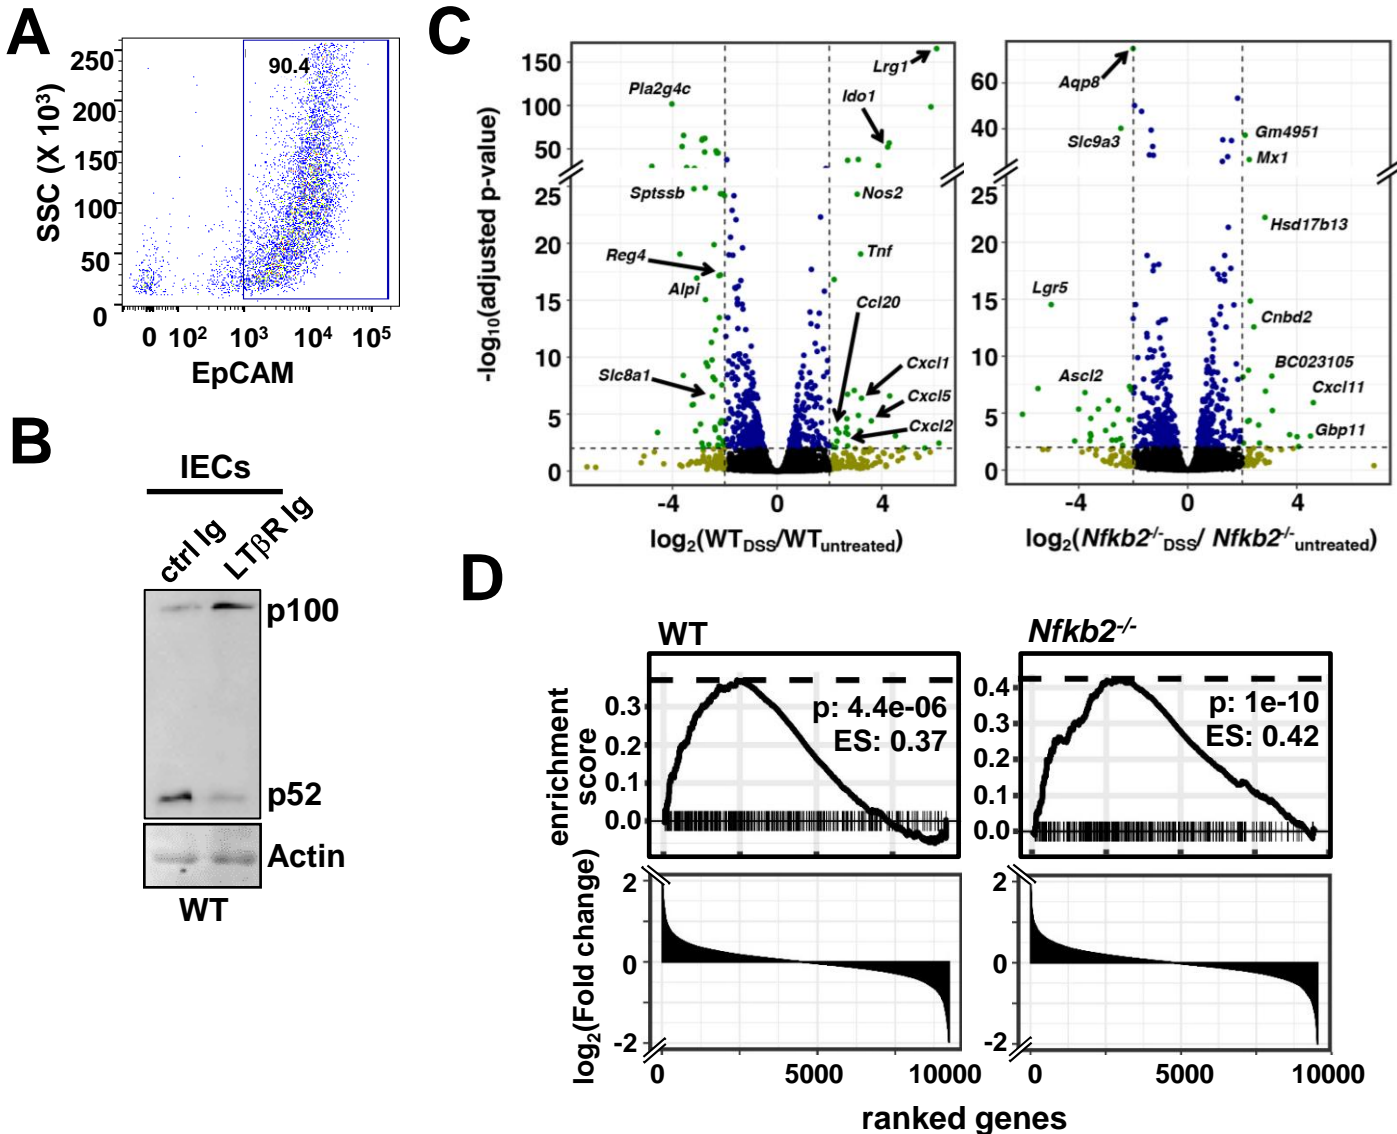 A
SSC (X 10³)
250
200
150
100
50
0
90.4
0 10² 10³ 10⁴ 10⁵
EpCAM
B
IECs
ctrl Ig
LTβR Ig
p100
p52
Actin
WT
C
-log₁₀(adjusted p-value)
150
100
50
25
20
15
10
5
0
Lrg1
Pla2g4c
Ido1
Sptssb
Nos2
Reg4
Tnf
Alpi
Ccl20
Slc8a1
Cxcl1
Cxcl5
Cxcl2
-4 0 4
log₂(WT_DSS/WT_untreated)
60
40
25
20
15
10
5
0
Aqp8
Slc9a3
Gm4951
Mx1
Hsd17b13
Lgr5
Cnbd2
BC023105
Ascl2
Cxcl11
Gbp11
-4 0 4
log₂(Nfkb2⁻/⁻_DSS/ Nfkb2⁻/⁻_untreated)
D
WT
enrichment
score
0.3
0.2
0.1
0.0
p: 4.4e-06
ES: 0.37
Nfkb2⁻/⁻
0.4
0.3
0.2
0.1
0.0
p: 1e-10
ES: 0.42
log₂(Fold change)
2
0
-2
0 5000 10000
2
0
-2
0 5000 10000
ranked genes